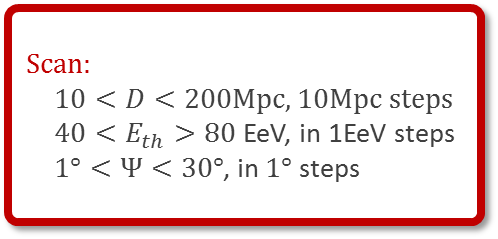 Scan:
10 < D < 200Mpc, 10Mpc steps
40 < E_th > 80 EeV, in 1EeV steps
1° < Ψ < 30°, in 1° steps